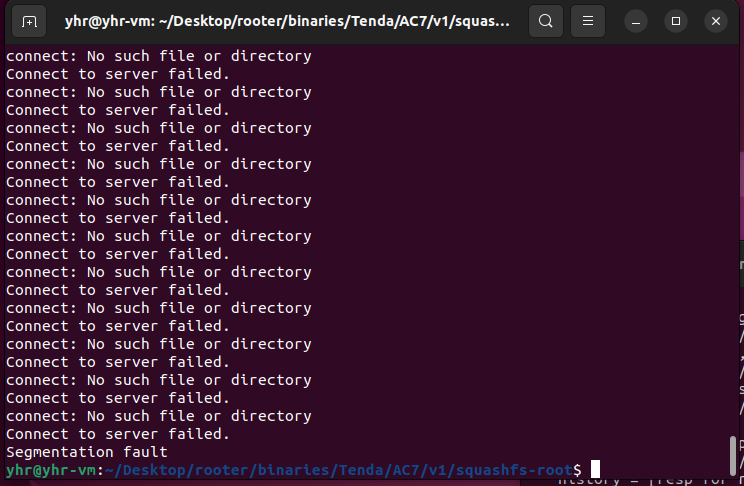 yhr@yhr-vm: ~/Desktop/rooter/binaries/Tenda/AC7/v1/squas...
connect: No such file or directory
Connect to server failed.
connect: No such file or directory
Connect to server failed.
connect: No such file or directory
Connect to server failed.
connect: No such file or directory
Connect to server failed.
connect: No such file or directory
Connect to server failed.
connect: No such file or directory
Connect to server failed.
connect: No such file or directory
Connect to server failed.
connect: No such file or directory
Connect to server failed.
connect: No such file or directory
Connect to server failed.
connect: No such file or directory
Connect to server failed.
connect: No such file or directory
Connect to server failed.
Segmentation fault
yhr@yhr-vm:~/Desktop/rooter/binaries/Tenda/AC7/v1/squashfs-root$